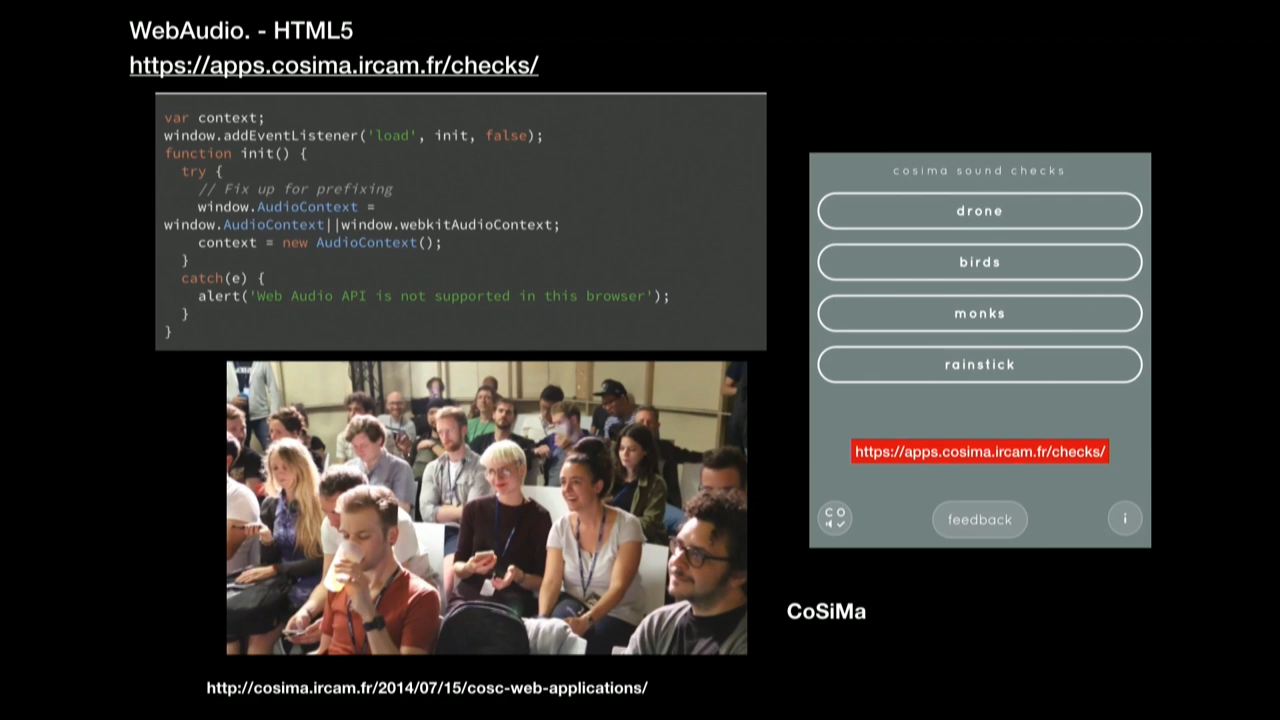 WebAudio. - HTML5
https://apps.cosima.ircam.fr/checks/
var context;
window.addEventListener('load', init, false);
function init() {
try {
// Fix up for prefixing
window.AudioContext =
window.AudioContext||window.webkitAudioContext;
context = new AudioContext();
}
catch(e) {
alert('Web Audio API is not supported in this browser');
}
}
cosima sound checks
drone
birds
monks
rainstick
https://apps.cosima.ircam.fr/checks/
CO
feedback
i
CoSiMa
http://cosima.ircam.fr/2014/07/15/cosc-web-applications/